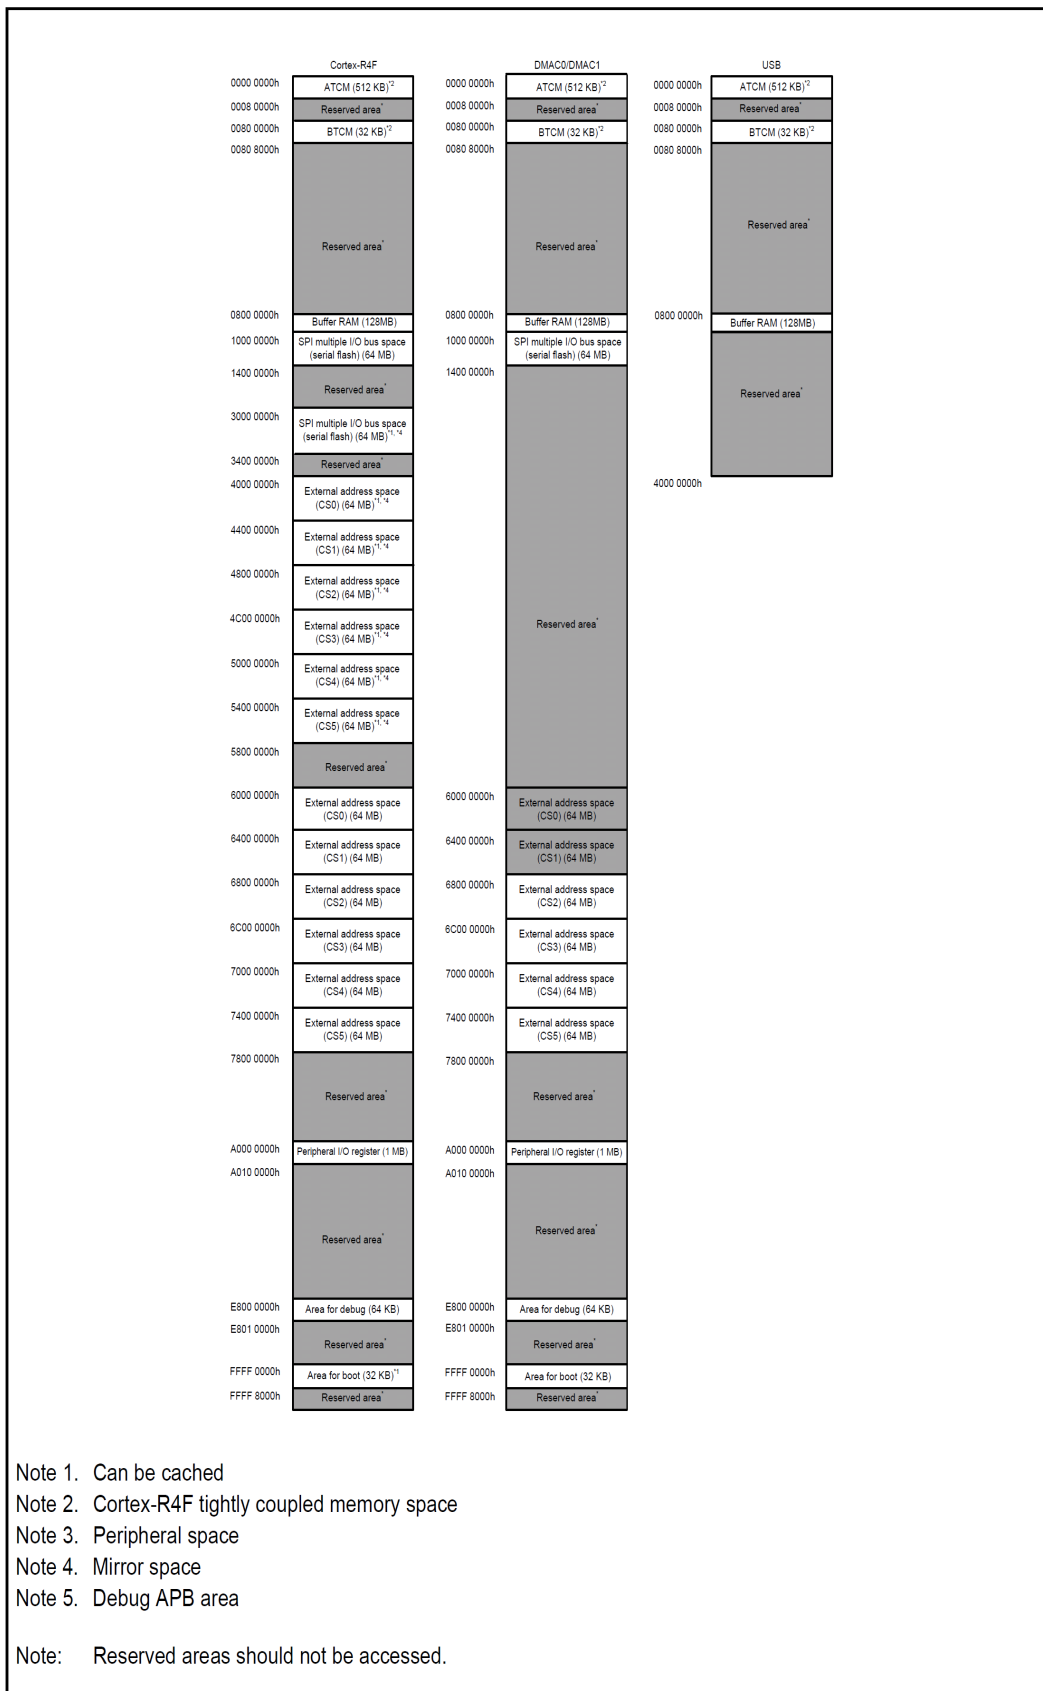 Cortex-R4F
0000 0000h
ATCM (512 KB)*2
0008 0000h
Reserved area*
0080 0000h
BTCM (32 KB)*2
0080 8000h
Reserved area*
0800 0000h
Buffer RAM (128MB)
1000 0000h
SPI multiple I/O bus space
(serial flash) (64 MB)
1400 0000h
Reserved area*
3000 0000h
SPI multiple I/O bus space
(serial flash) (64 MB)*1, *4
3400 0000h
Reserved area*
4000 0000h
External address space
(CS0) (64 MB)*1, *4
4400 0000h
External address space
(CS1) (64 MB)*1, *4
4800 0000h
External address space
(CS2) (64 MB)*1, *4
4C00 0000h
External address space
(CS3) (64 MB)*1, *4
5000 0000h
External address space
(CS4) (64 MB)*1, *4
5400 0000h
External address space
(CS5) (64 MB)*1, *4
5800 0000h
Reserved area*
6000 0000h
External address space
(CS0) (64 MB)
6400 0000h
External address space
(CS1) (64 MB)
6800 0000h
External address space
(CS2) (64 MB)
6C00 0000h
External address space
(CS3) (64 MB)
7000 0000h
External address space
(CS4) (64 MB)
7400 0000h
External address space
(CS5) (64 MB)
7800 0000h
Reserved area*
A000 0000h
Peripheral I/O register (1 MB)
A010 0000h
Reserved area*
E800 0000h
Area for debug (64 KB)
E801 0000h
Reserved area*
FFFF 0000h
Area for boot (32 KB)*1
FFFF 8000h
Reserved area*
DMAC0/DMAC1
0000 0000h
ATCM (512 KB)*2
0008 0000h
Reserved area*
0080 0000h
BTCM (32 KB)*2
0080 8000h
Reserved area*
0800 0000h
Buffer RAM (128MB)
1000 0000h
SPI multiple I/O bus space
(serial flash) (64 MB)
1400 0000h
Reserved area*
6000 0000h
External address space
(CS0) (64 MB)
6400 0000h
External address space
(CS1) (64 MB)
6800 0000h
External address space
(CS2) (64 MB)
6C00 0000h
External address space
(CS3) (64 MB)
7000 0000h
External address space
(CS4) (64 MB)
7400 0000h
External address space
(CS5) (64 MB)
7800 0000h
Reserved area*
A000 0000h
Peripheral I/O register (1 MB)
A010 0000h
Reserved area*
E800 0000h
Area for debug (64 KB)
E801 0000h
Reserved area*
FFFF 0000h
Area for boot (32 KB)
FFFF 8000h
Reserved area*
USB
0000 0000h
ATCM (512 KB)*2
0008 0000h
Reserved area*
0080 0000h
BTCM (32 KB)*2
0080 8000h
Reserved area*
0800 0000h
Buffer RAM (128MB)
Reserved area*
4000 0000h
Note 1. Can be cached
Note 2. Cortex-R4F tightly coupled memory space
Note 3. Peripheral space
Note 4. Mirror space
Note 5. Debug APB area
Note: Reserved areas should not be accessed.